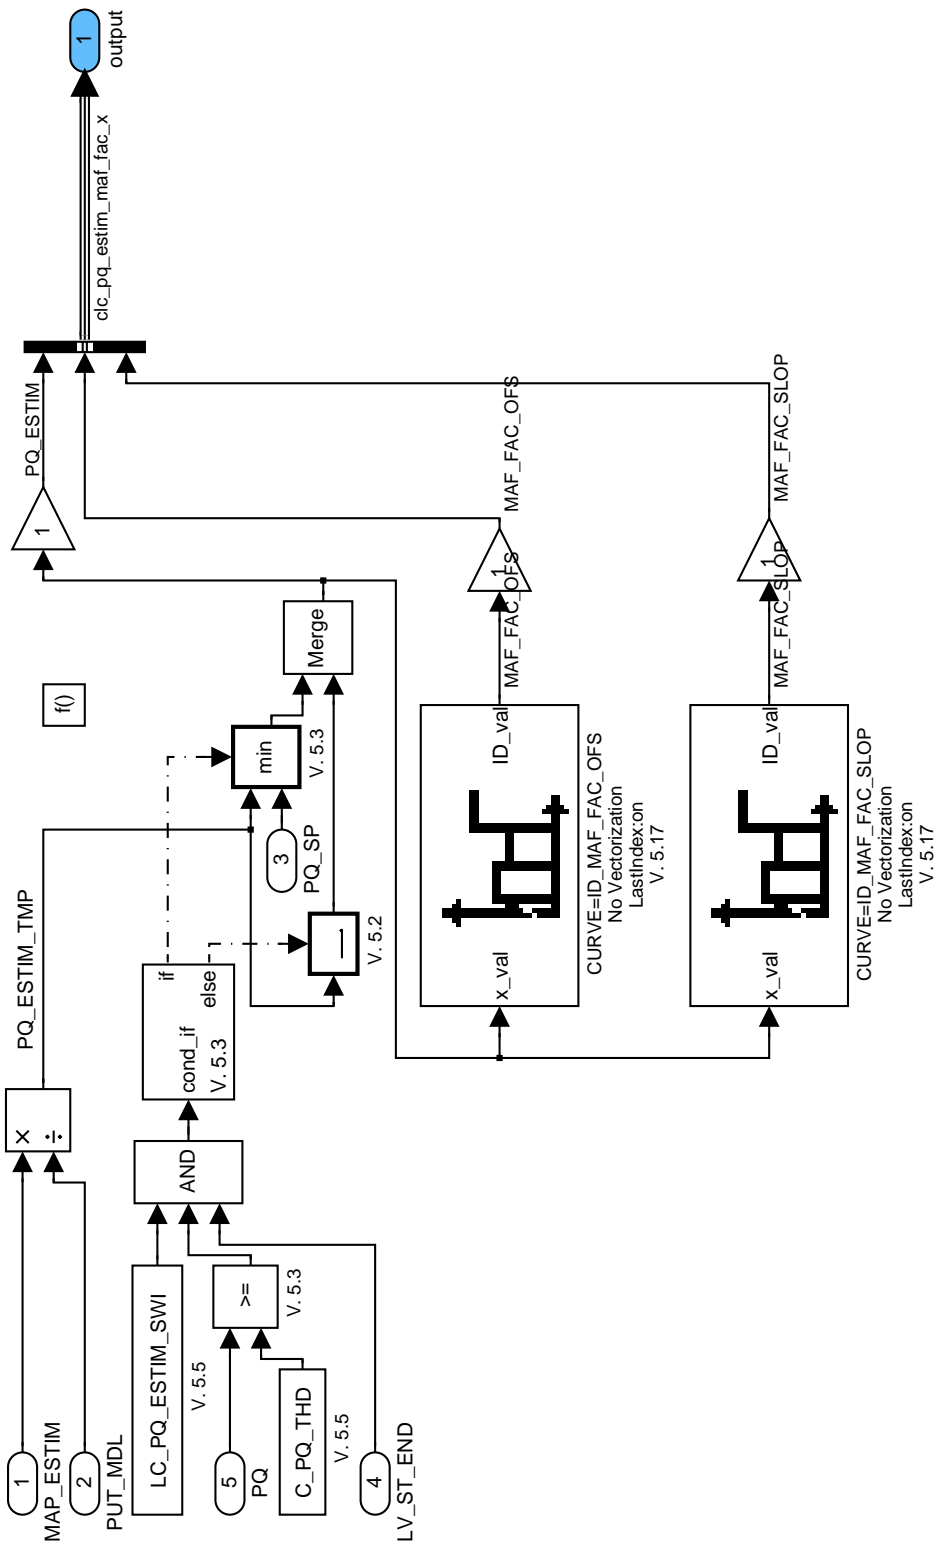 1
MAP_ESTIM
2
PUT_MDL
×
÷
PQ_ESTIM_TMP
f()
1
PQ_ESTIM
clc_pq_estim_maf_fac_x
1
output
LC_PQ_ESTIM_SWI
V. 5.5
5
PQ
C_PQ_THD
V. 5.5
4
LV_ST_END
>=
V. 5.3
AND
if
else
cond_if
V. 5.3
min
V. 5.3
3
PQ_SP
V. 5.2
Merge
x_val
ID_val
CURVE=ID_MAF_FAC_OFS
No Vectorization
LastIndex:on
V. 5.17
MAF_FAC_OFS
1
MAF_FAC_OFS
x_val
ID_val
CURVE=ID_MAF_FAC_SLOP
No Vectorization
LastIndex:on
V. 5.17
MAF_FAC_SLOP
1
MAF_FAC_SLOP